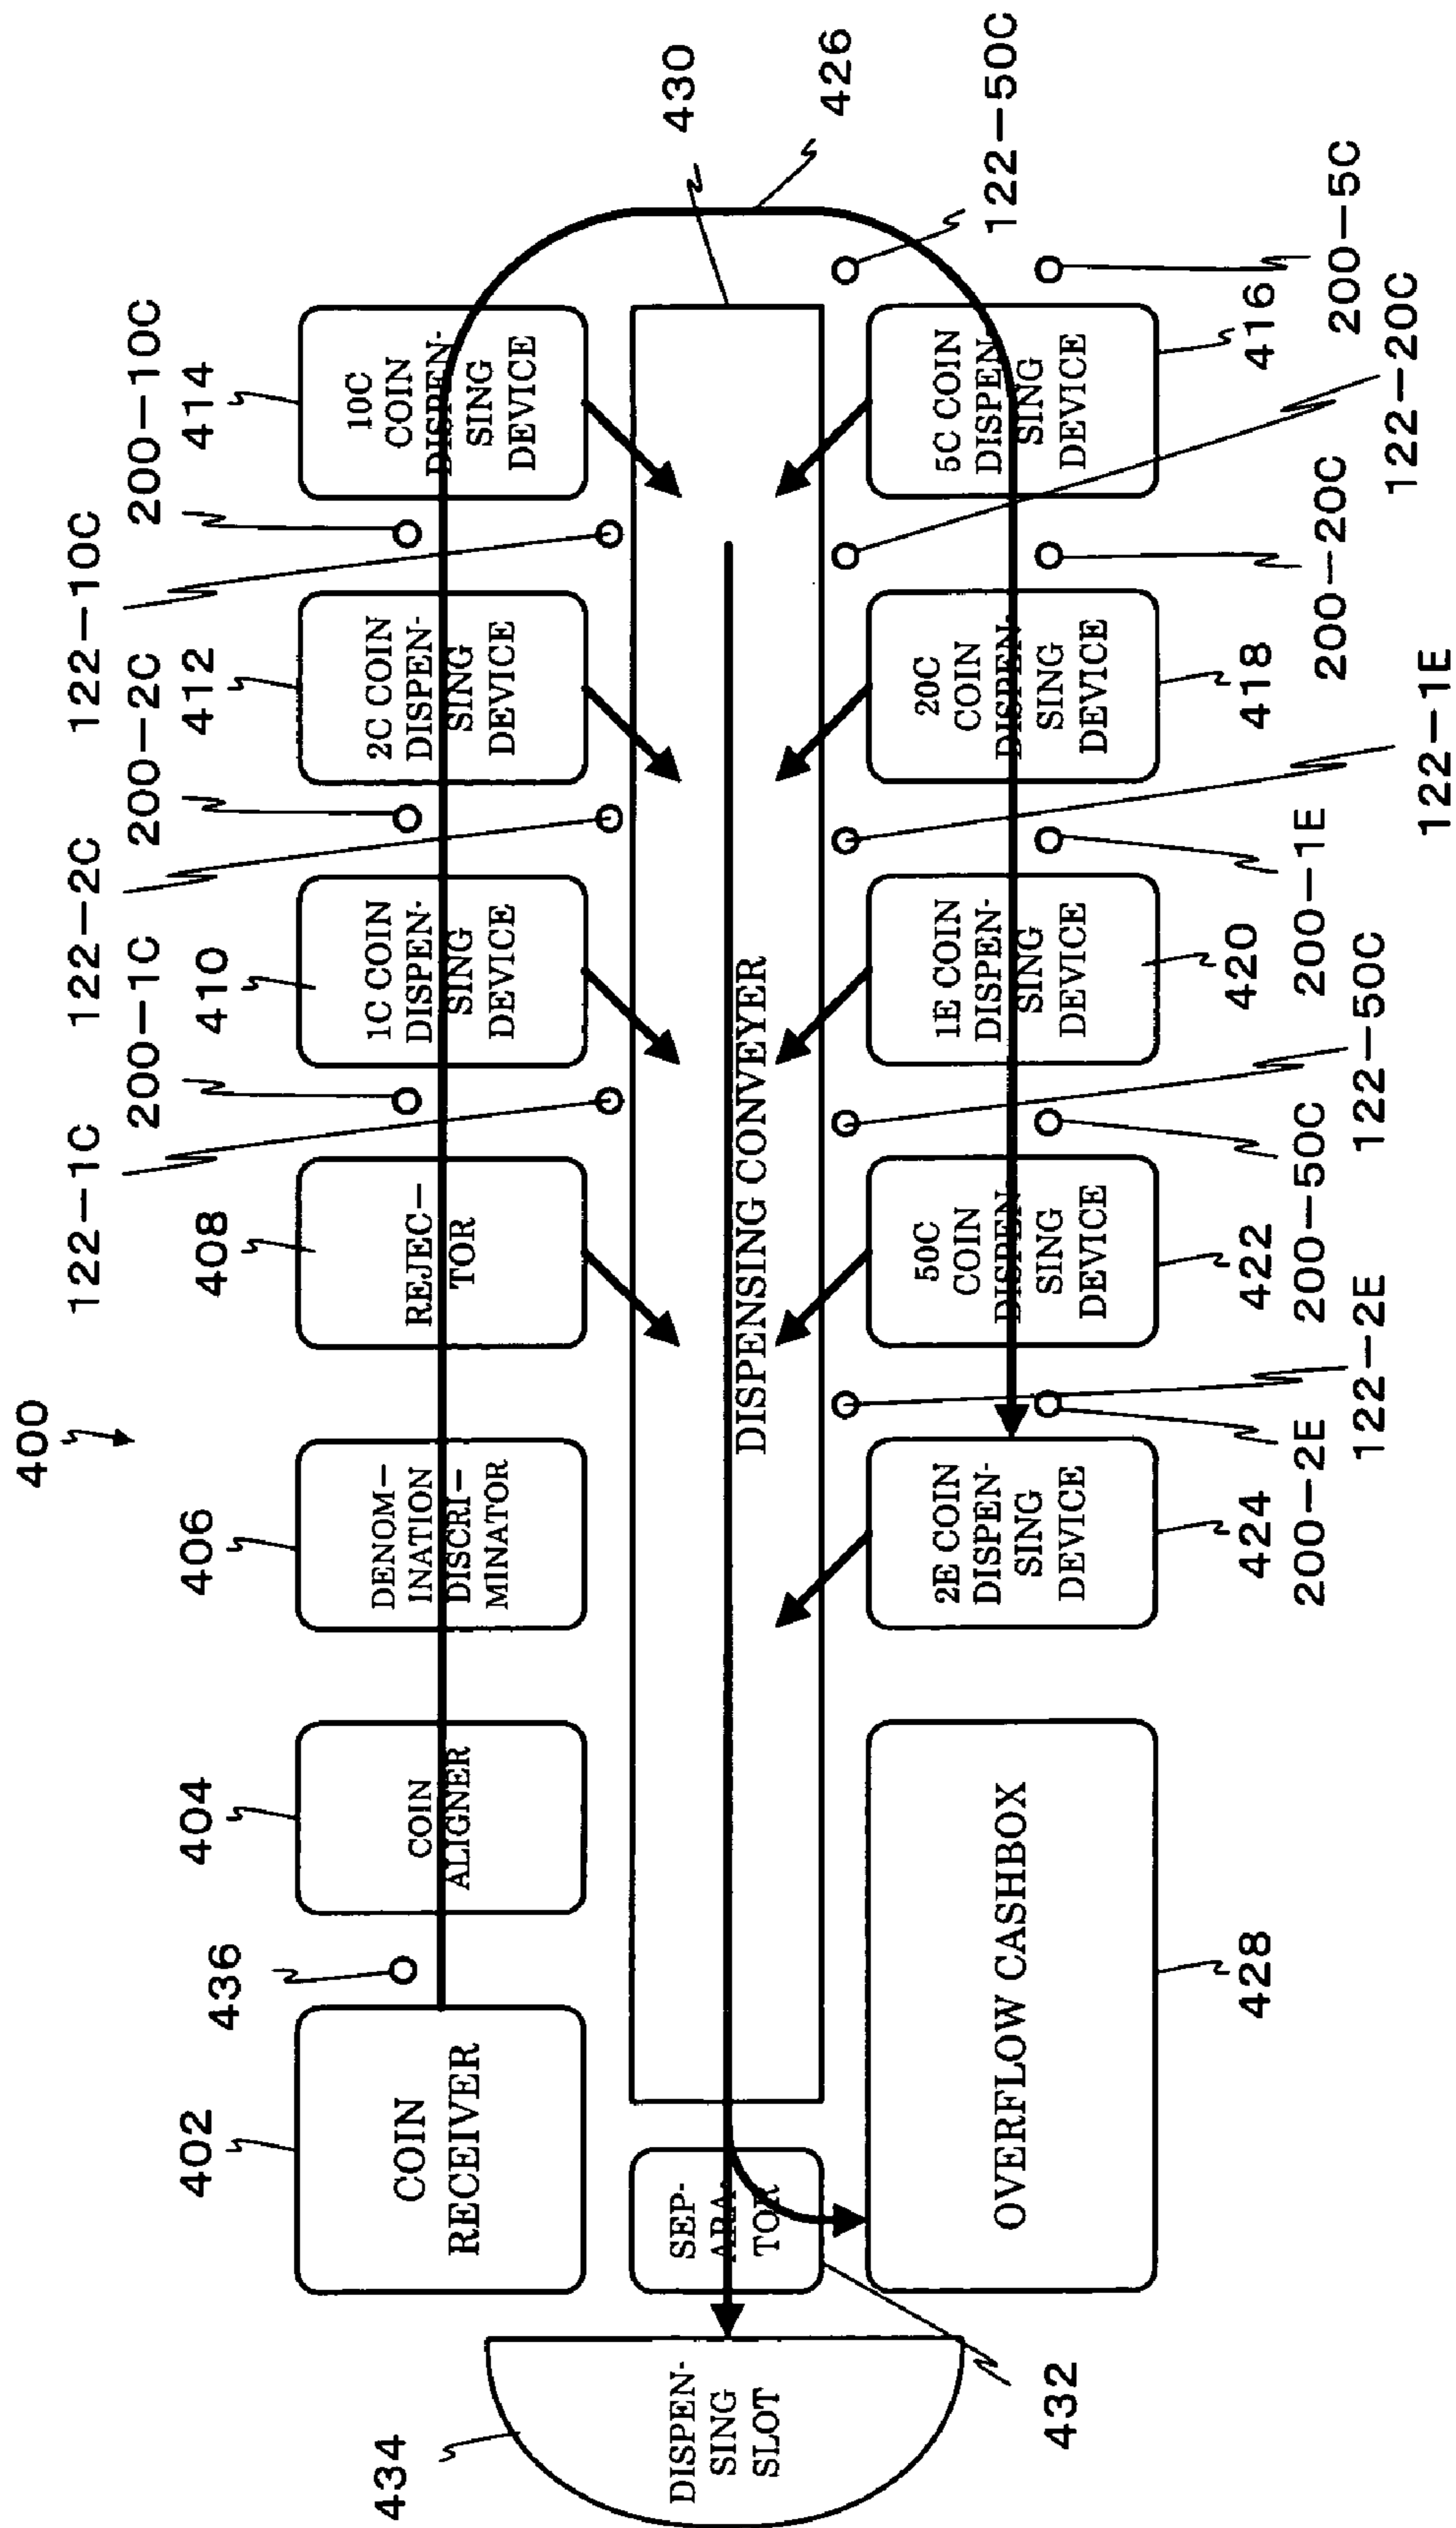 400
122-1C
122-2C
122-10C
200-1C
200-2C
200-10C
402
436
404
406
408
410
412
414
COIN
RECEIVER
COIN
ALIGNER
DENOM-
INATION
DISCRI-
MINATOR
REJEC-
TOR
1C COIN
DISPEN-
SING
DEVICE
2C COIN
DISPEN-
SING
DEVICE
10C
COIN
DISPEN-
SING
DEVICE
434
DISPEN-
SING
SLOT
SEP-
ARA-
TOR
DISPENSING CONVEYER
430
426
122-50C
432
OVERFLOW CASHBOX
2E COIN
DISPEN-
SING
DEVICE
50C
COIN
DISPEN-
SING
DEVICE
1E COIN
DISPEN-
SING
DEVICE
20C
COIN
DISPEN-
SING
DEVICE
5C COIN
DISPEN-
SING
DEVICE
428
424
422
420
418
416
200-2E
200-50C
200-1E
200-20C
200-5C
122-2E
122-50C
122-1E
122-20C